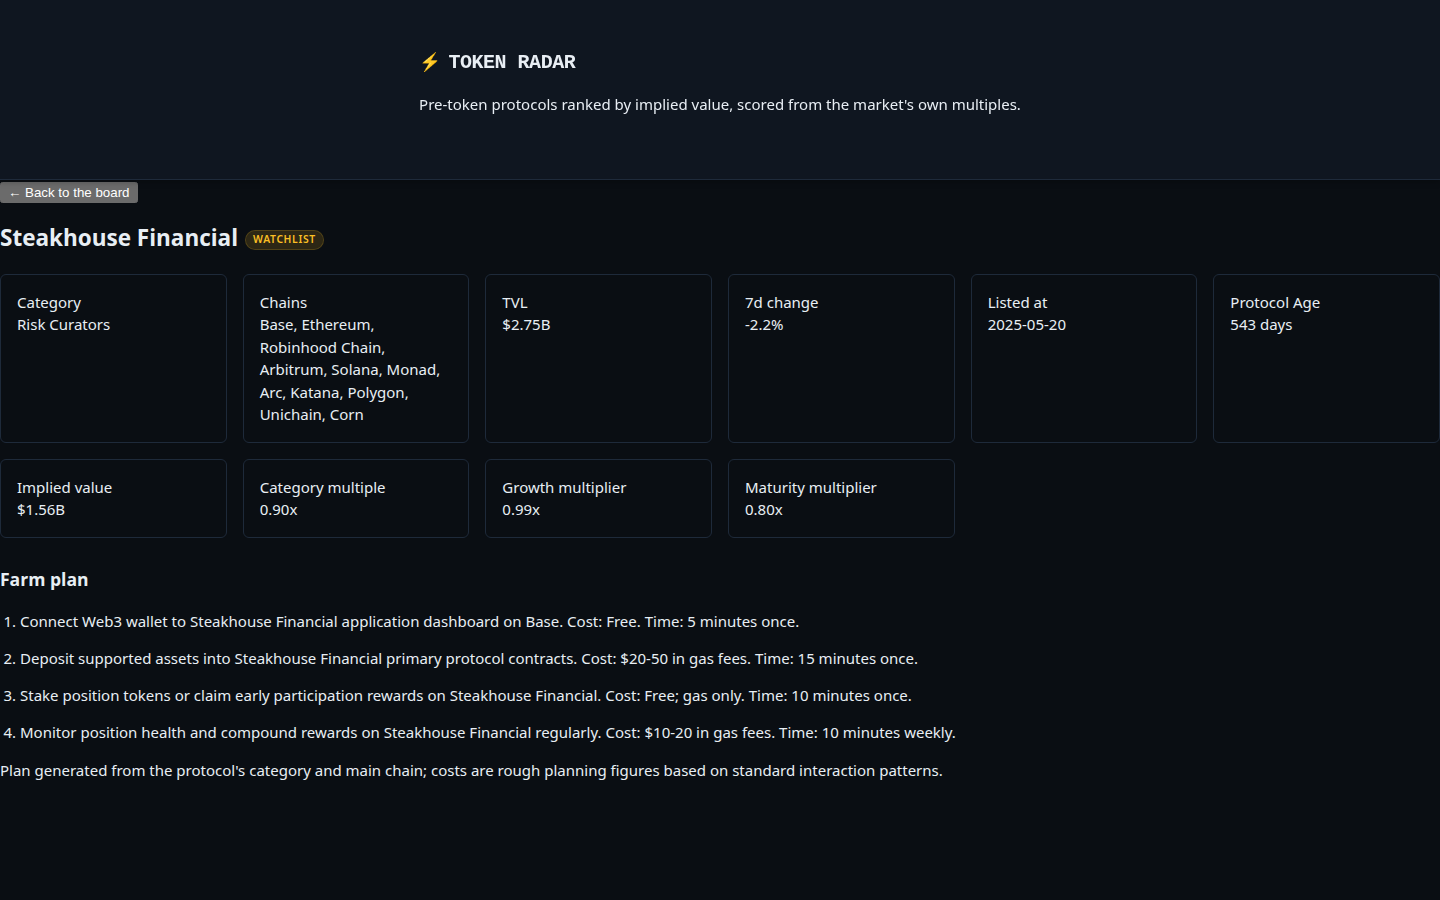 ⚡ TOKEN RADAR
Pre-token protocols ranked by implied value, scored from the market's own multiples.
← Back to the board
Steakhouse Financial WATCHLIST
Category
Risk Curators
Chains
Base, Ethereum,
Robinhood Chain,
Arbitrum, Solana, Monad,
Arc, Katana, Polygon,
Unichain, Corn
TVL
$2.75B
7d change
-2.2%
Listed at
2025-05-20
Protocol Age
543 days
Implied value
$1.56B
Category multiple
0.90x
Growth multiplier
0.99x
Maturity multiplier
0.80x
Farm plan
1. Connect Web3 wallet to Steakhouse Financial application dashboard on Base. Cost: Free. Time: 5 minutes once.
2. Deposit supported assets into Steakhouse Financial primary protocol contracts. Cost: $20-50 in gas fees. Time: 15 minutes once.
3. Stake position tokens or claim early participation rewards on Steakhouse Financial. Cost: Free; gas only. Time: 10 minutes once.
4. Monitor position health and compound rewards on Steakhouse Financial regularly. Cost: $10-20 in gas fees. Time: 10 minutes weekly.
Plan generated from the protocol's category and main chain; costs are rough planning figures based on standard interaction patterns.